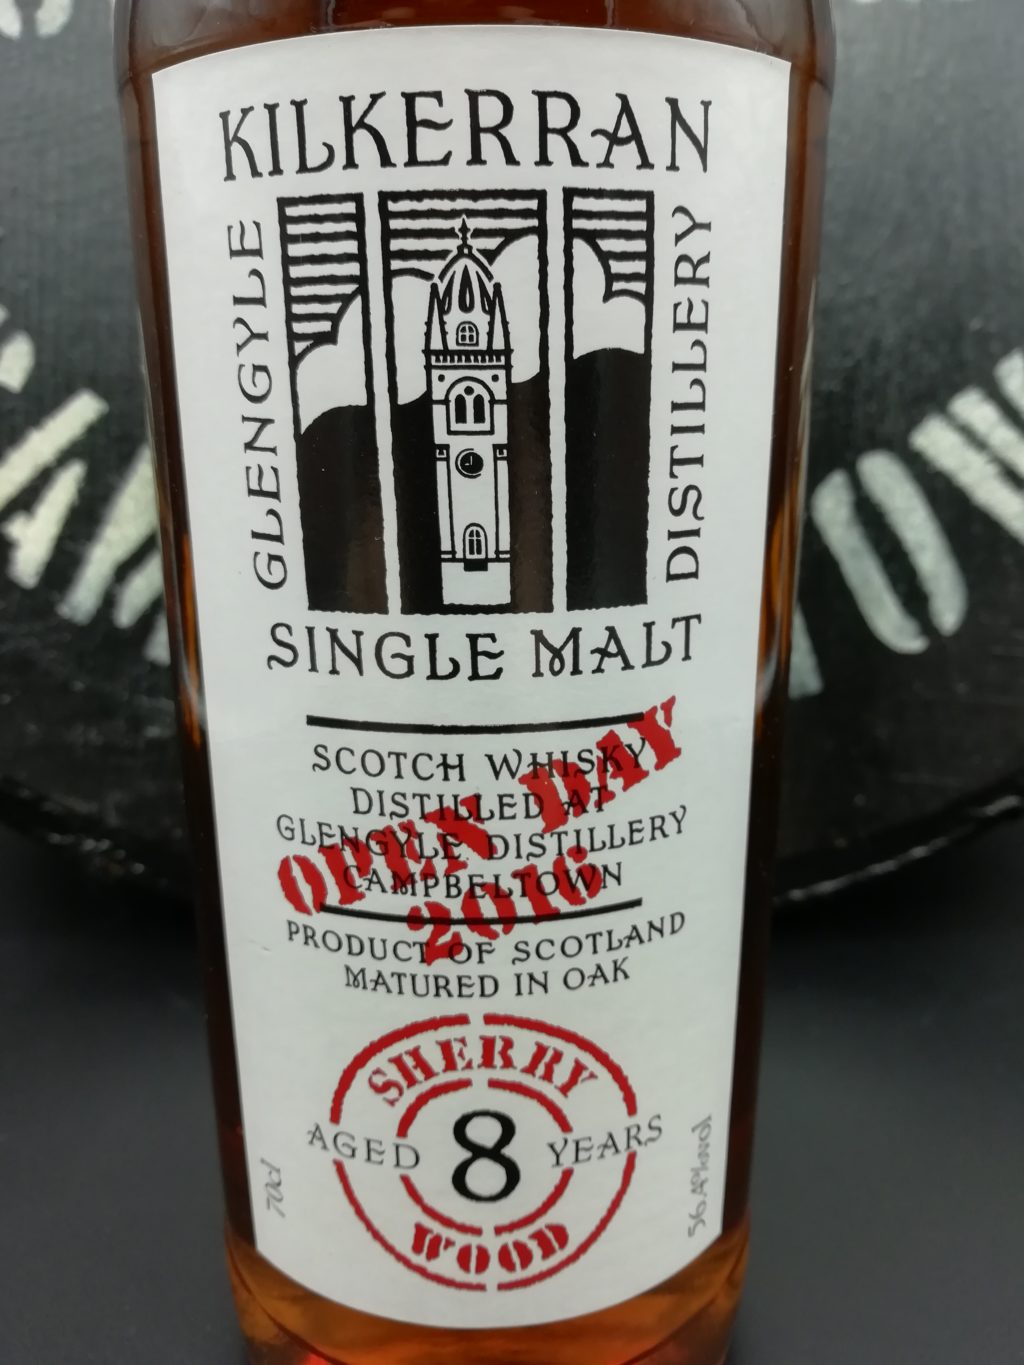 KILKERRAN
GLENGYLE
DISTILLERY
SINGLE MALT
SCOTCH WHISKY
DISTILLED AT
GLENGYLE DISTILLERY
CAMPBELTOWN
OPEN DAY
2016
PRODUCT OF SCOTLAND
MATURED IN OAK
SHERRY
AGED 8 YEARS
WOOD
70cl
56.4%vol